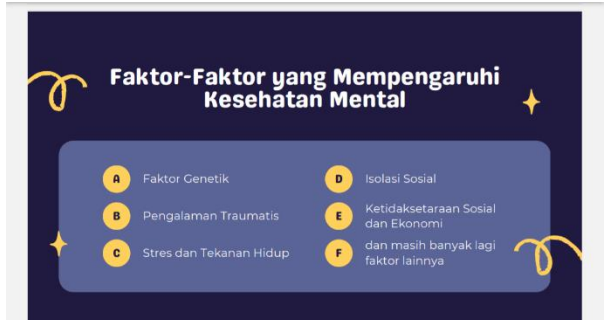 Faktor-Faktor yang Mempengaruhi
Kesehatan Mental
A Faktor Genetik
B Pengalaman Traumatis
C Stres dan Tekanan Hidup
D Isolasi Sosial
E Ketidaksetaraan Sosial
dan Ekonomi
F dan masih banyak lagi
faktor lainnya